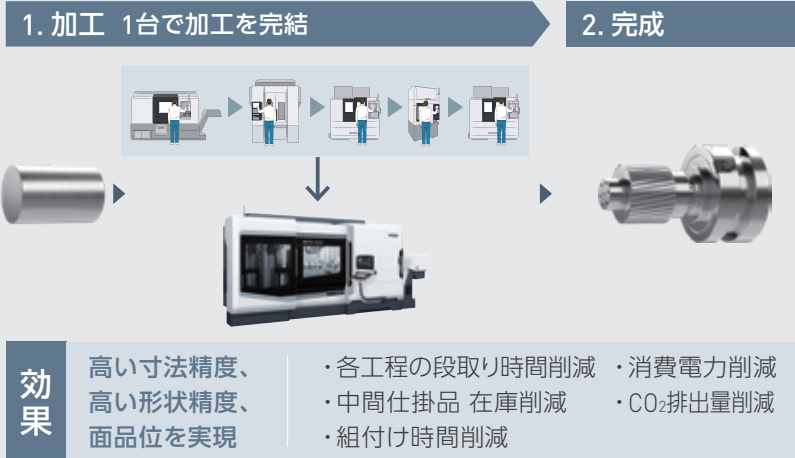 1. 加工 1台で加工を完結
2. 完成
効果
高い寸法精度、
高い形状精度、
面品位を実現
・各工程の段取り時間削減
・中間仕掛品 在庫削減
・組付け時間削減
・消費電力削減
・CO₂排出量削減